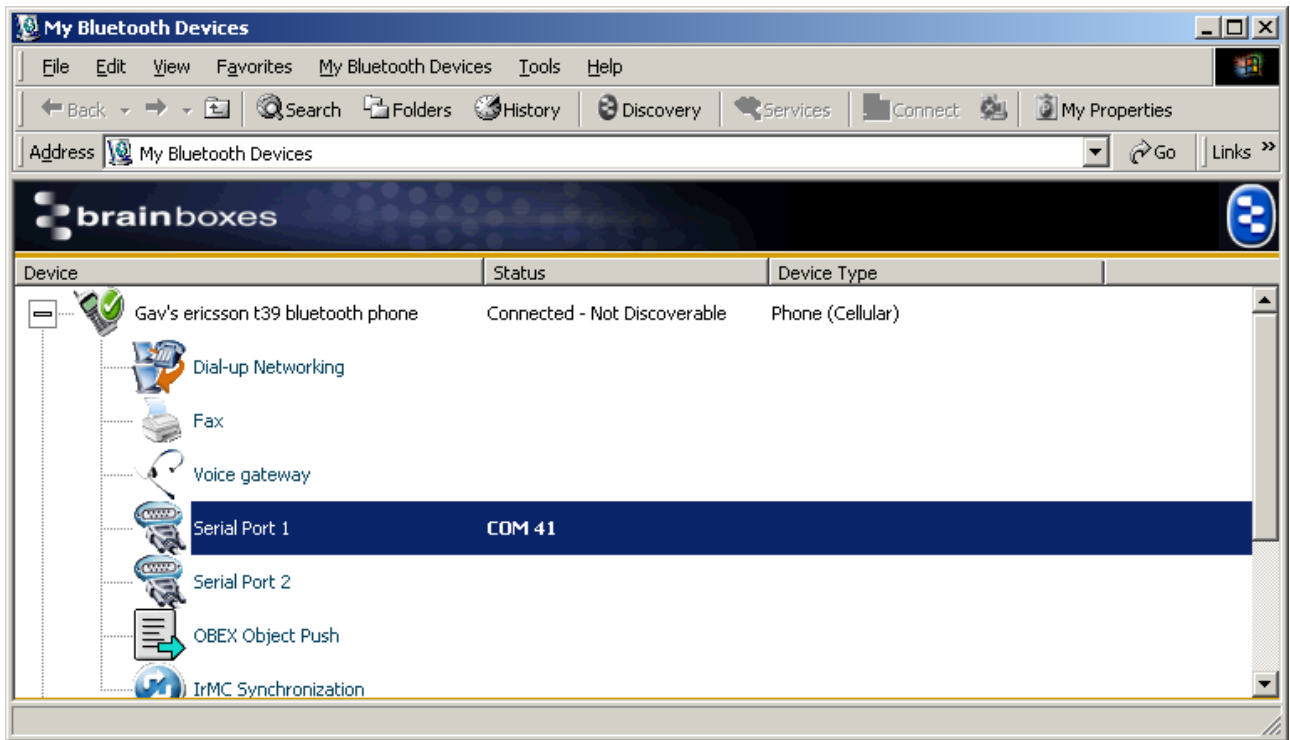 My Bluetooth Devices
File Edit View Favorites My Bluetooth Devices Tools Help
Back Search Folders History Discovery Services Connect My Properties
Address My Bluetooth Devices Go Links »
brainboxes
Device Status Device Type
Gav's ericsson t39 bluetooth phone Connected - Not Discoverable Phone (Cellular)
Dial-up Networking
Fax
Voice gateway
Serial Port 1 COM 41
Serial Port 2
OBEX Object Push
IrMC Synchronization